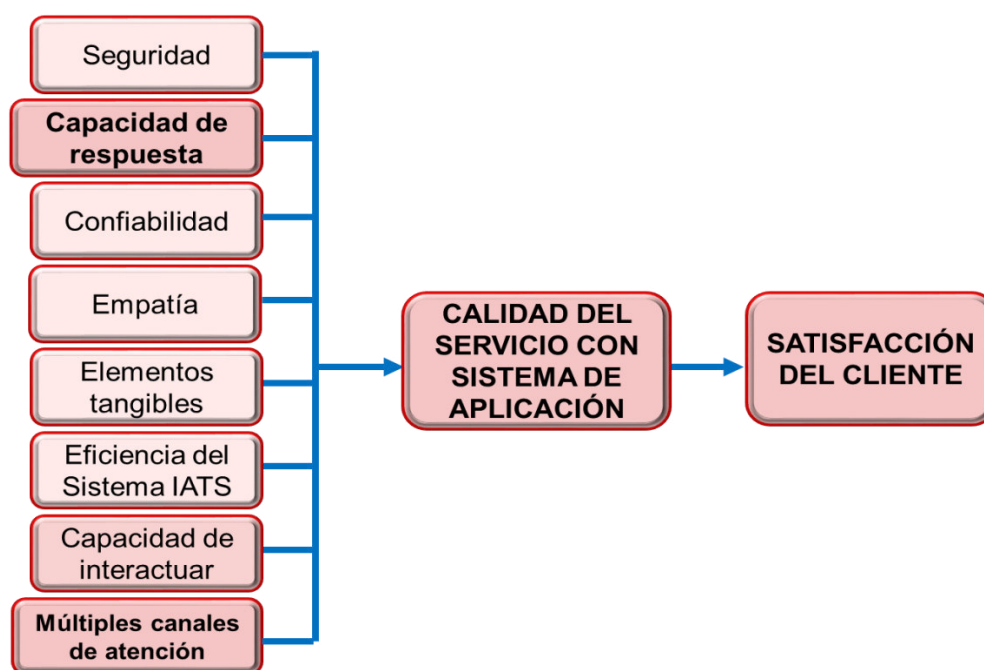 Seguridad
Capacidad de
respuesta
Confiabilidad
Empatía
Elementos
tangibles
Eficiencia del
Sistema IATS
Capacidad de
interactuar
Múltiples canales
de atención
CALIDAD DEL
SERVICIO CON
SISTEMA DE
APLICACIÓN
SATISFACCIÓN
DEL CLIENTE